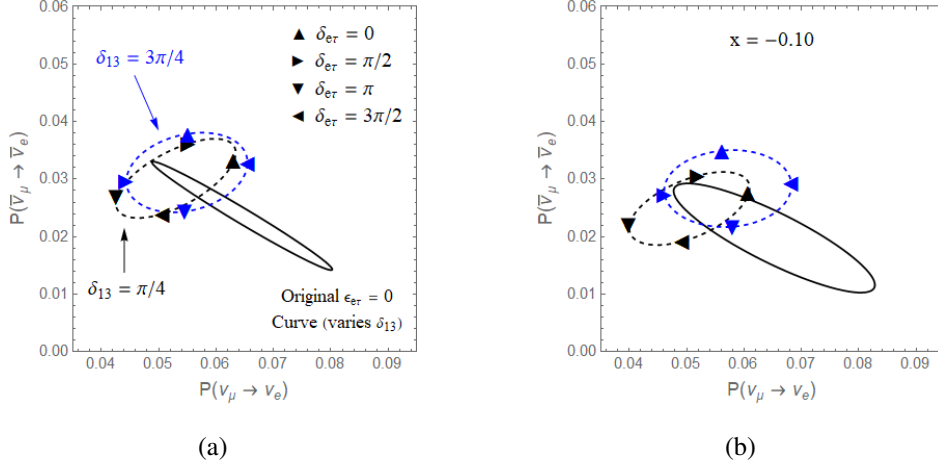 0.06
0.05
0.04
0.03
0.02
0.01
0.00
P(ν̄μ → ν̄e)
δ13 = 3π/4
▲ δeτ = 0
► δeτ = π/2
▼ δeτ = π
◄ δeτ = 3π/2
δ13 = π/4
Original ϵeτ = 0
Curve (varies δ13)
0.04 0.05 0.06 0.07 0.08 0.09
P(νμ → νe)
(a)
0.06
0.05
0.04
0.03
0.02
0.01
0.00
P(ν̄μ → ν̄e)
x = −0.10
0.04 0.05 0.06 0.07 0.08 0.09
P(νμ → νe)
(b)